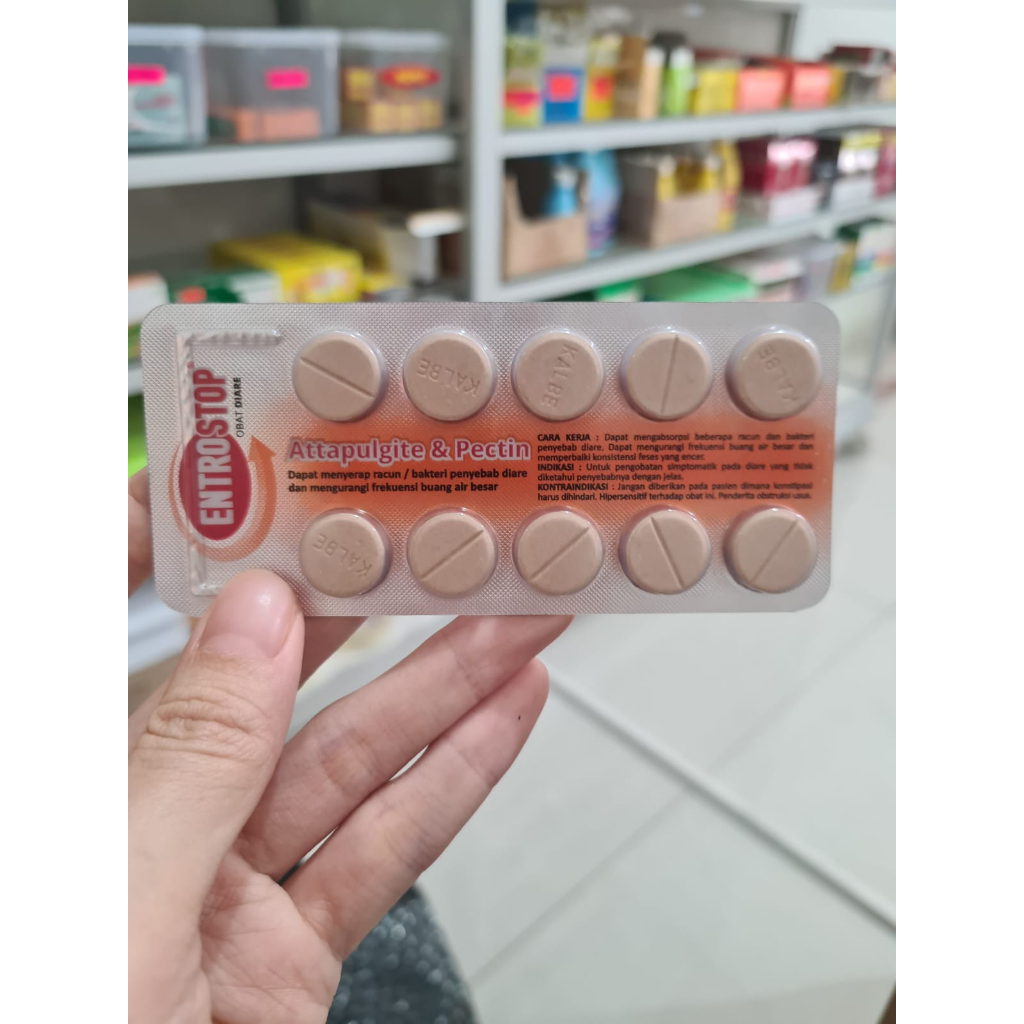 ENTROSTOP
OBAT DIARE
KALBE
KALBE
KALBE
Attapulgite & Pectin
Dapat menyerap racun / bakteri penyebab diare
dan mengurangi frekuensi buang air besar
CARA KERJA : Dapat mengabsorpsi beberapa racun dan bakteri
penyebab diare. Dapat mengurangi frekuensi buang air besar dan
memperbaiki konsistensi feses yang encer.
INDIKASI : Untuk pengobatan simptomatik pada diare yang tidak
diketahui penyebabnya dengan jelas.
KONTRAINDIKASI : Jangan diberikan pada pasien dimana konstipasi
harus dihindari. Hipersensitif terhadap obat ini. Penderita obstruksi usus.
KALBE